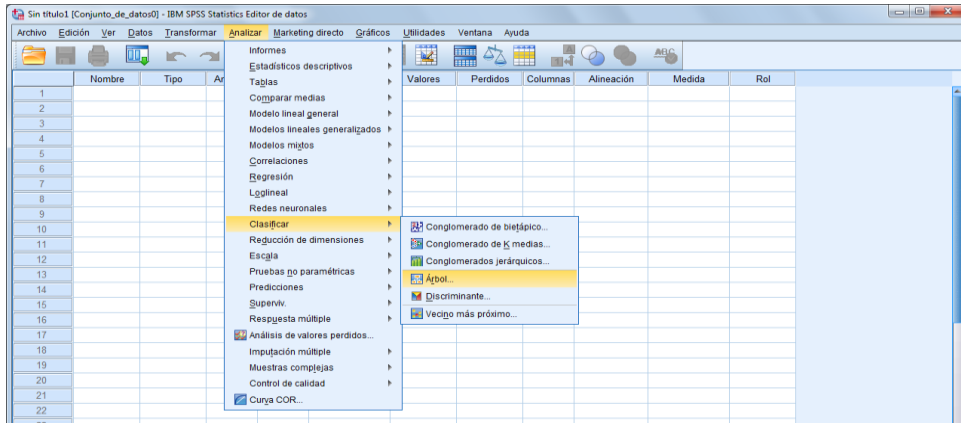 Sin título1 [Conjunto_de_datos0] - IBM SPSS Statistics Editor de datos
Archivo Edición Ver Datos Transformar Analizar Marketing directo Gráficos Utilidades Ventana Ayuda
Nombre Tipo An Valores Perdidos Columnas Alineación Medida Rol
1
2
3
4
5
6
7
8
9
10
11
12
13
14
15
16
17
18
19
20
21
22
Informes
Estadísticos descriptivos
Tablas
Comparar medias
Modelo lineal general
Modelos lineales generalizados
Modelos mixtos
Correlaciones
Regresión
Loglineal
Redes neuronales
Clasificar
Reducción de dimensiones
Escala
Pruebas no paramétricas
Predicciones
Superviv.
Respuesta múltiple
Análisis de valores perdidos...
Imputación múltiple
Muestras complejas
Control de calidad
Curva COR...
Conglomerado de bietápico...
Conglomerado de K medias...
Conglomerados jerárquicos...
Árbol...
Discriminante...
Vecino más próximo...